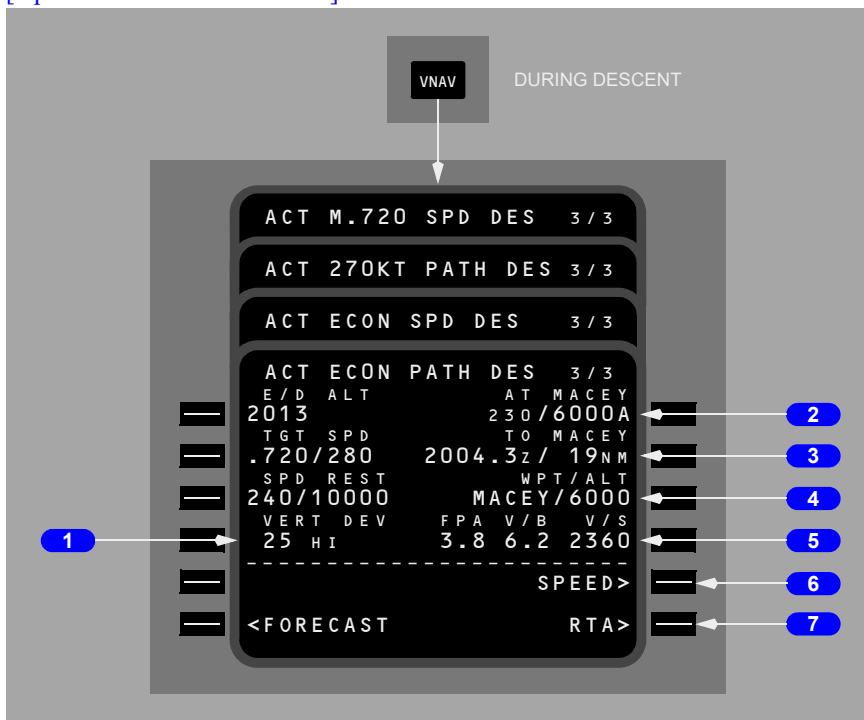 VNAV DURING DESCENT
ACT M.720 SPD DES 3/3
ACT 270KT PATH DES 3/3
ACT ECON SPD DES 3/3
ACT ECON PATH DES 3/3
E/D ALT AT MACEY
2013 230/6000A 2
TGT SPD TO MACEY
.720/280 2004.3Z/ 19NM 3
SPD REST WPT/ALT
240/10000 MACEY/6000 4
VERT DEV FPA V/B V/S
1 25 HI 3.8 6.2 2360 5
------------------------
SPEED> 6
<FORECAST RTA> 7